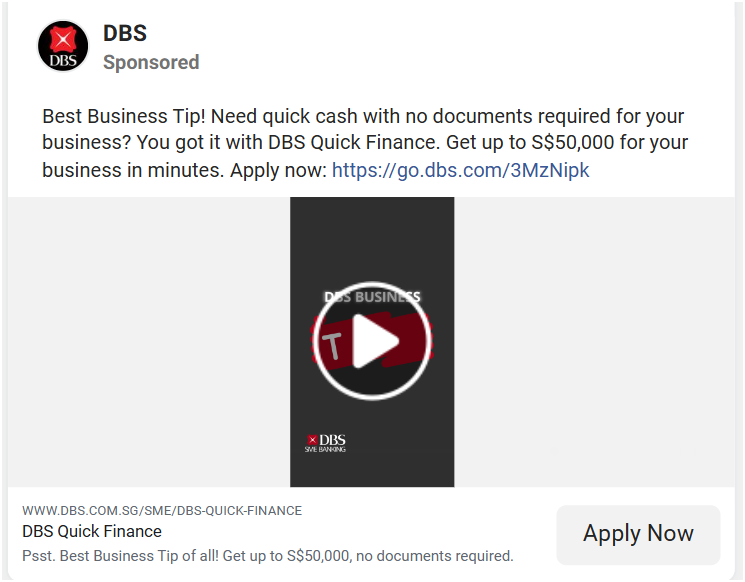 DBS
Sponsored
DBS
Best Business Tip! Need quick cash with no documents required for your
business? You got it with DBS Quick Finance. Get up to S$50,000 for your
business in minutes. Apply now: https://go.dbs.com/3MzNipk
DBS BUSINESS
T
DBS
SME BANKING
WWW.DBS.COM.SG/SME/DBS-QUICK-FINANCE
DBS Quick Finance
Psst. Best Business Tip of all! Get up to S$50,000, no documents required.
Apply Now